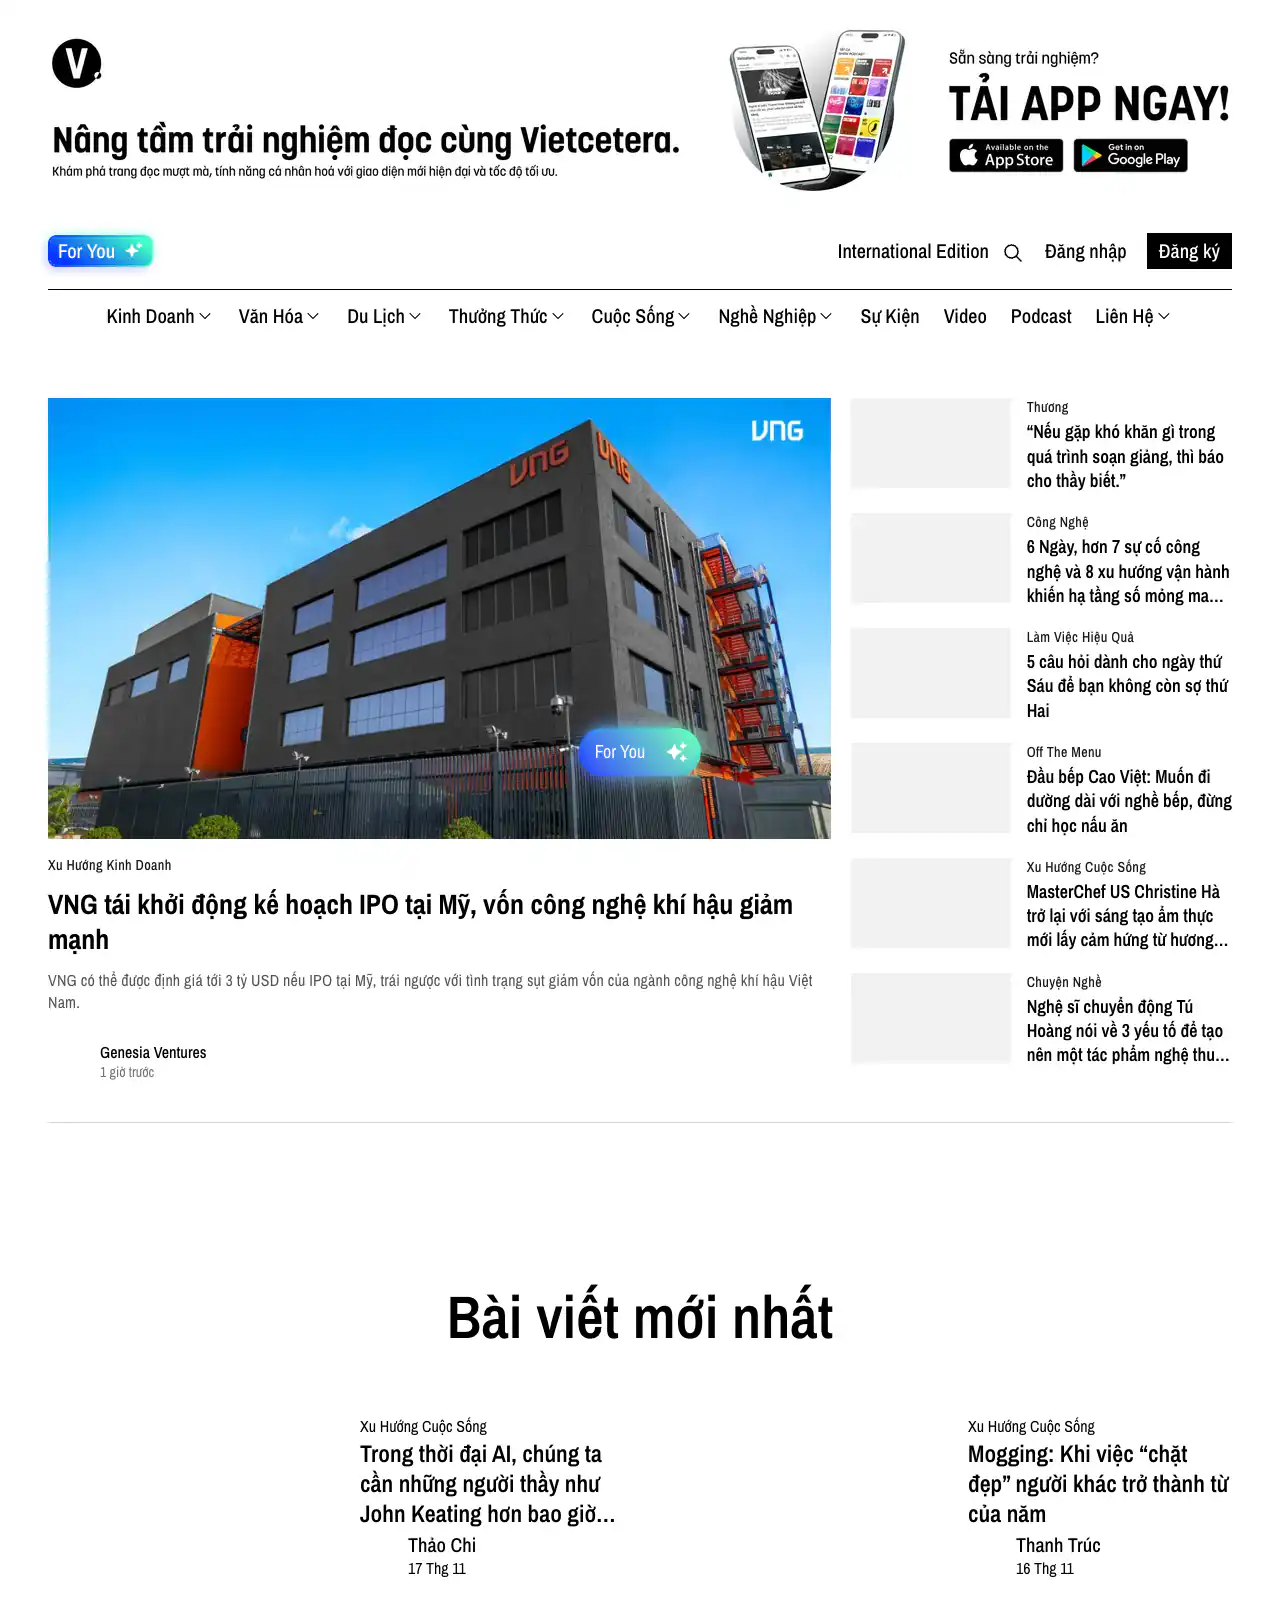 V.
Nâng tầm trải nghiệm đọc cùng Vietcetera.
Khám phá trang đọc mượt mà, tính năng cá nhân hoá với giao diện mới hiện đại và tốc độ tối ưu.
Sẵn sàng trải nghiệm?
TẢI APP NGAY!
Available on the
App Store
Get in on
Google Play
For You
International Edition
Đăng nhập
Đăng ký
Kinh Doanh
Văn Hóa
Du Lịch
Thưởng Thức
Cuộc Sống
Nghề Nghiệp
Sự Kiện
Video
Podcast
Liên Hệ
VNG
VNG
VNG
For You
Xu Hướng Kinh Doanh
VNG tái khởi động kế hoạch IPO tại Mỹ, vốn công nghệ khí hậu giảm
mạnh
VNG có thể được định giá tới 3 tỷ USD nếu IPO tại Mỹ, trái ngược với tình trạng sụt giảm vốn của ngành công nghệ khí hậu Việt
Nam.
Genesia Ventures
1 giờ trước
Thương
“Nếu gặp khó khăn gì trong
quá trình soạn giảng, thì báo
cho thầy biết.”
Công Nghệ
6 Ngày, hơn 7 sự cố công
nghệ và 8 xu hướng vận hành
khiến hạ tầng số mỏng ma...
Làm Việc Hiệu Quả
5 câu hỏi dành cho ngày thứ
Sáu để bạn không còn sợ thứ
Hai
Off The Menu
Đầu bếp Cao Việt: Muốn đi
đường dài với nghề bếp, đừng
chỉ học nấu ăn
Xu Hướng Cuộc Sống
MasterChef US Christine Hà
trở lại với sáng tạo ẩm thực
mới lấy cảm hứng từ hương...
Chuyện Nghề
Nghệ sĩ chuyển động Tú
Hoàng nói về 3 yếu tố để tạo
nên một tác phẩm nghệ thu...
Bài viết mới nhất
Xu Hướng Cuộc Sống
Trong thời đại AI, chúng ta
cần những người thầy như
John Keating hơn bao giờ...
Thảo Chi
17 Thg 11
Xu Hướng Cuộc Sống
Mogging: Khi việc “chặt
đẹp” người khác trở thành từ
của năm
Thanh Trúc
16 Thg 11